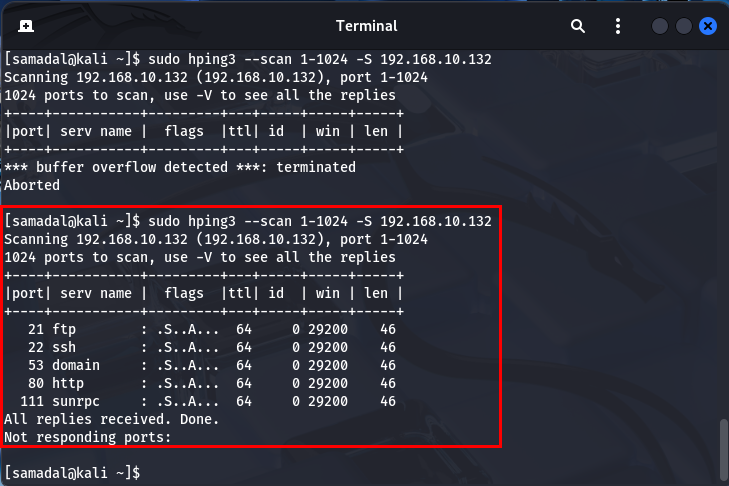 Terminal
[samadal@kali ~]$ sudo hping3 --scan 1-1024 -S 192.168.10.132
Scanning 192.168.10.132 (192.168.10.132), port 1-1024
1024 ports to scan, use -V to see all the replies
+----+-----------+---------+---+-----+-----+-----+
|port| serv name |  flags  |ttl| id  | win | len |
+----+-----------+---------+---+-----+-----+-----+
*** buffer overflow detected ***: terminated
Aborted
[samadal@kali ~]$ sudo hping3 --scan 1-1024 -S 192.168.10.132
Scanning 192.168.10.132 (192.168.10.132), port 1-1024
1024 ports to scan, use -V to see all the replies
+----+-----------+---------+---+-----+-----+-----+
|port| serv name |  flags  |ttl| id  | win | len |
+----+-----------+---------+---+-----+-----+-----+
   21 ftp        : .S..A...  64     0 29200    46
   22 ssh        : .S..A...  64     0 29200    46
   53 domain     : .S..A...  64     0 29200    46
   80 http       : .S..A...  64     0 29200    46
  111 sunrpc     : .S..A...  64     0 29200    46
All replies received. Done.
Not responding ports:
[samadal@kali ~]$